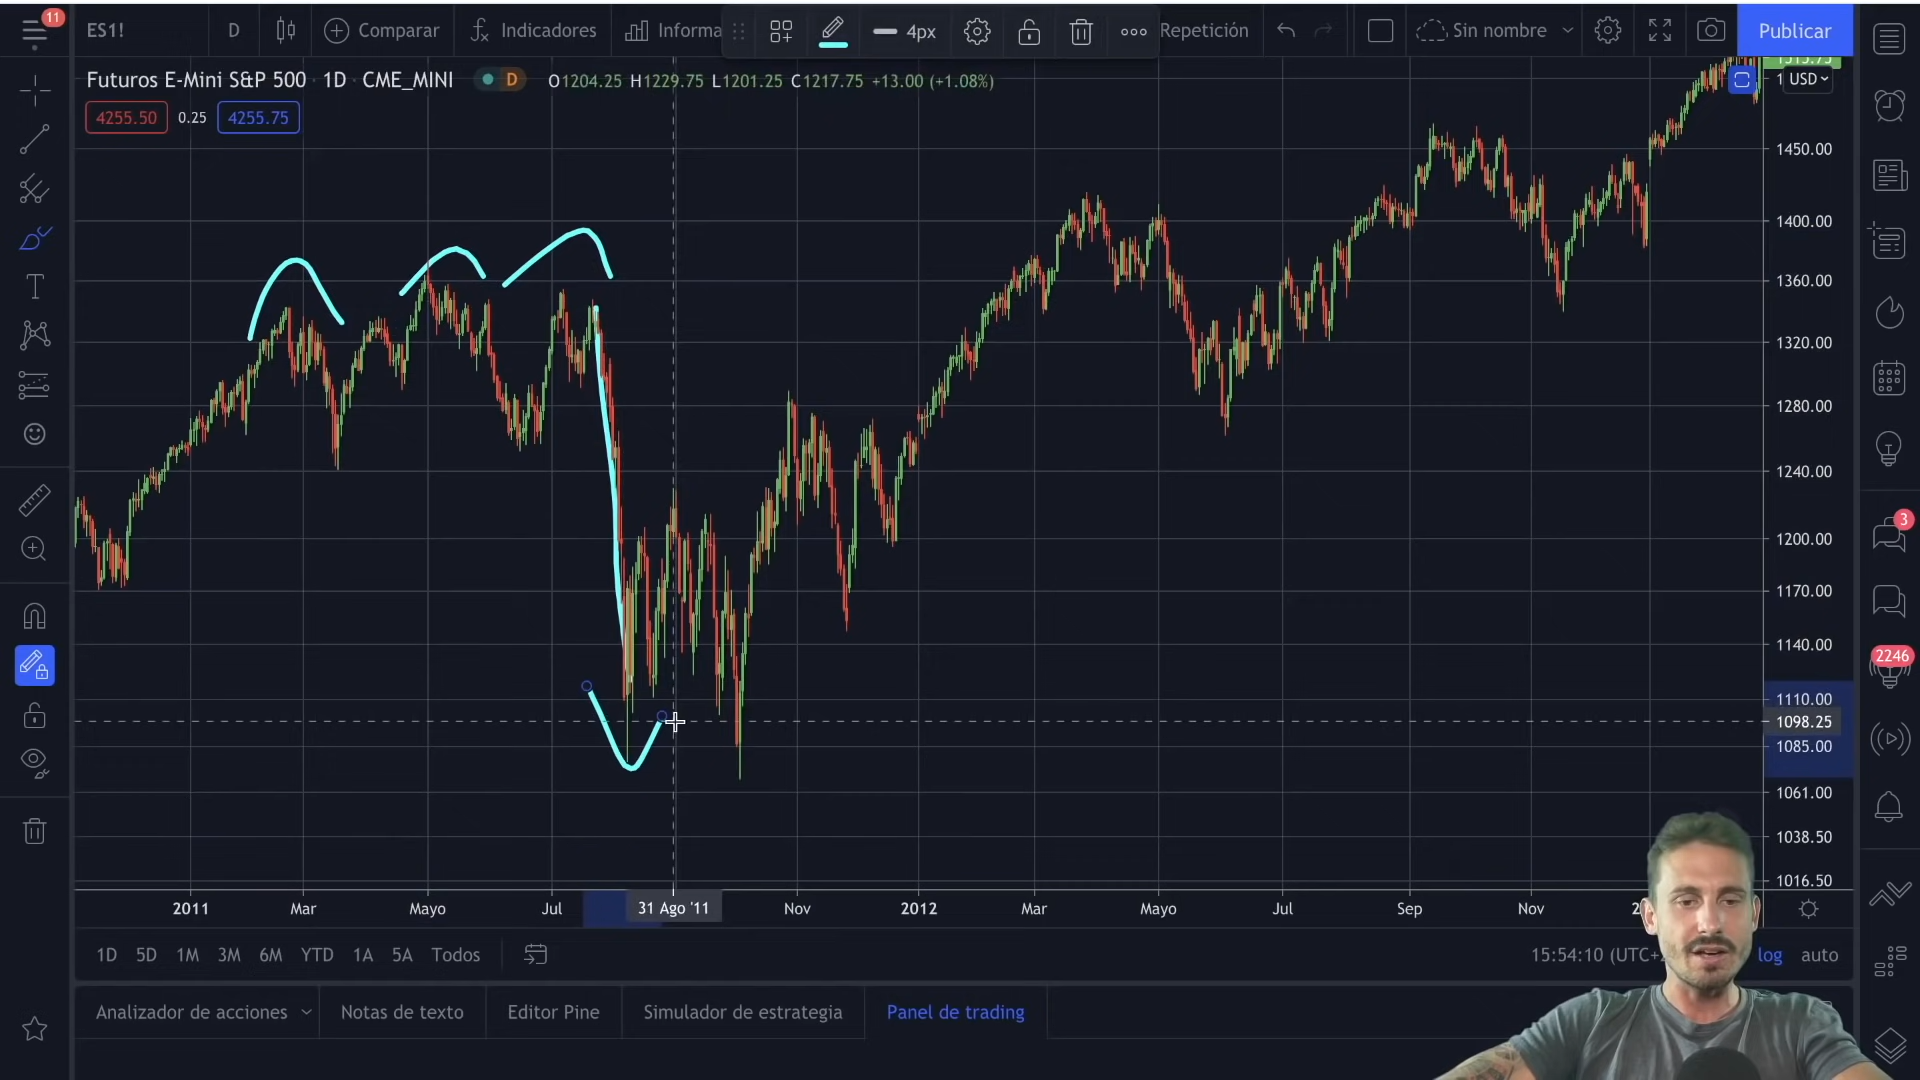 11
ES1!
D
Comparar
Indicadores
Informa
4px
Repetición
Sin nombre
Publicar
Futuros E-Mini S&P 500 · 1D · CME_MINI
D
O1204.25 H1229.75 L1201.25 C1217.75 +13.00 (+1.08%)
USD
4255.50
0.25
4255.75
1450.00
1400.00
1360.00
1320.00
1280.00
1240.00
1200.00
1170.00
1140.00
1110.00
1098.25
1085.00
1061.00
1038.50
1016.50
3
2246
2011
Mar
Mayo
Jul
31 Ago '11
Nov
2012
Mar
Mayo
Jul
Sep
Nov
1D
5D
1M
3M
6M
YTD
1A
5A
Todos
15:54:10 (UTC+
log
auto
Analizador de acciones
Notas de texto
Editor Pine
Simulador de estrategia
Panel de trading